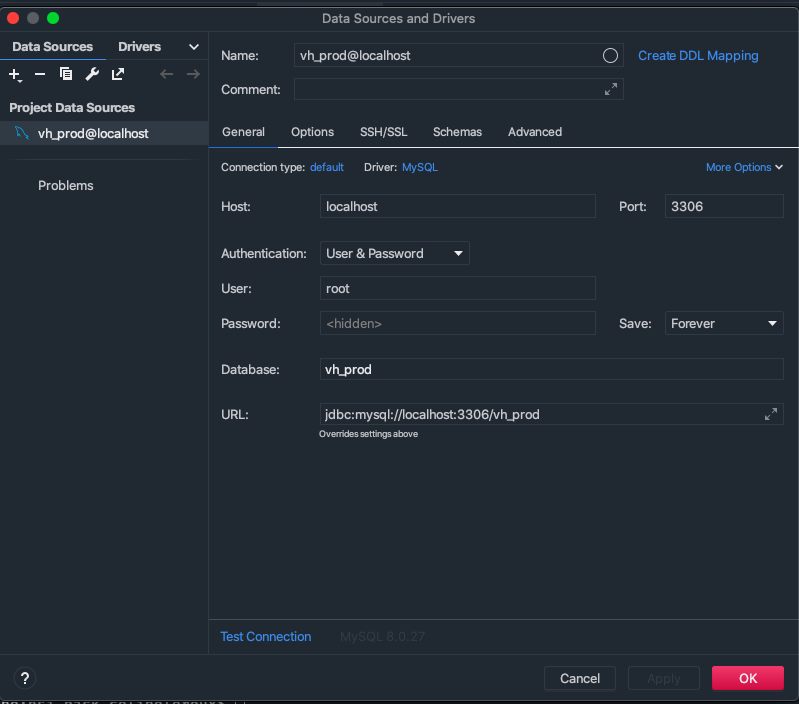 Data Sources and Drivers
Data Sources Drivers
Project Data Sources
vh_prod@localhost
Problems
Name: vh_prod@localhost Create DDL Mapping
Comment:
General Options SSH/SSL Schemas Advanced
Connection type: default Driver: MySQL More Options
Host: localhost Port: 3306
Authentication: User & Password
User: root
Password: <hidden> Save: Forever
Database: vh_prod
URL: jdbc:mysql://localhost:3306/vh_prod
Overrides settings above
Test Connection MySQL 8.0.27
? Cancel Apply OK